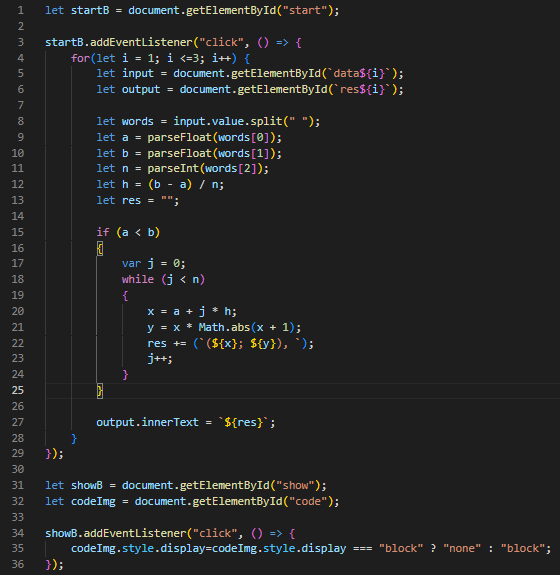 1 let startB = document.getElementById("start");
2
3 startB.addEventListener("click", () => {
4     for(let i = 1; i <=3; i++) {
5         let input = document.getElementById(`data${i}`);
6         let output = document.getElementById(`res${i}`);
7
8         let words = input.value.split(" ");
9         let a = parseFloat(words[0]);
10         let b = parseFloat(words[1]);
11         let n = parseInt(words[2]);
12         let h = (b - a) / n;
13         let res = "";
14
15         if (a < b)
16         {
17             var j = 0;
18             while (j < n)
19             {
20                 x = a + j * h;
21                 y = x * Math.abs(x + 1);
22                 res += (`(${x}; ${y}), `);
23                 j++;
24             }
25         }
26
27         output.innerText = `${res}`;
28     }
29 });
30
31 let showB = document.getElementById("show");
32 let codeImg = document.getElementById("code");
33
34 showB.addEventListener("click", () => {
35     codeImg.style.display=codeImg.style.display === "block" ? "none" : "block";
36 });